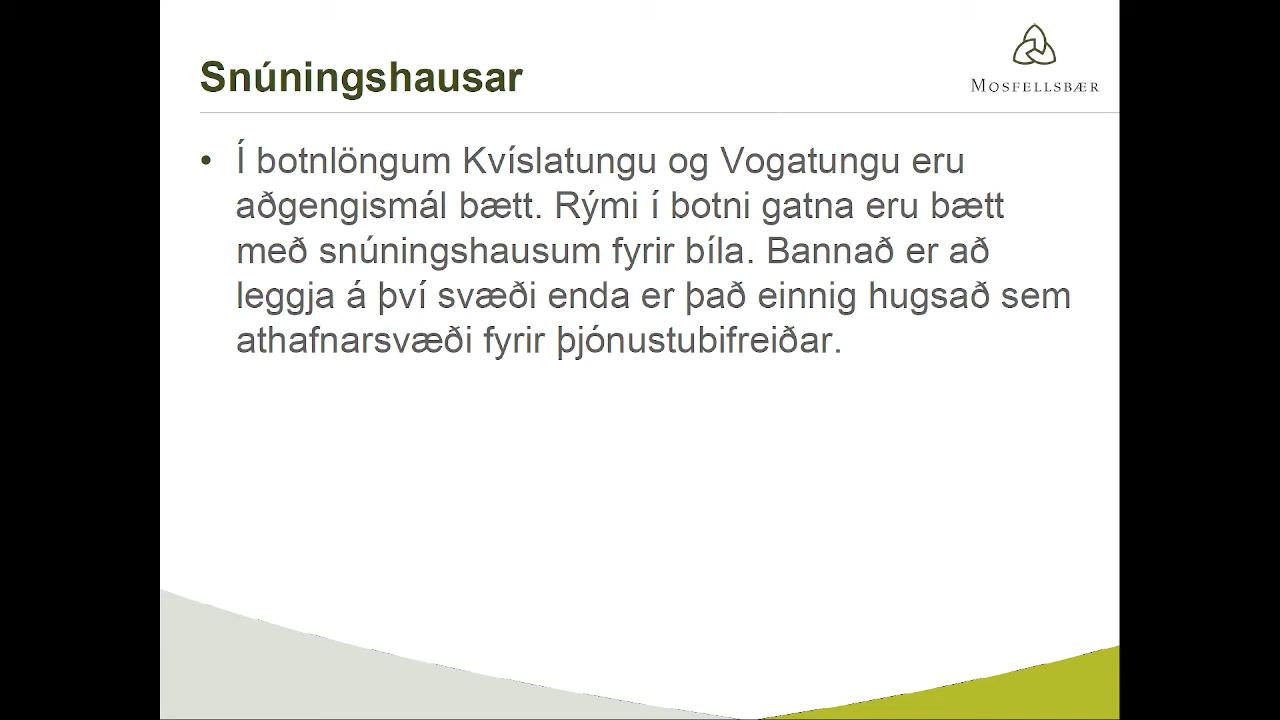 Snúningshausar
MOSFELLSBÆR
• Í botnlöngum Kvíslatungu og Vogatungu eru
aðgengismál bætt. Rými í botni gatna eru bætt
með snúningshausum fyrir bíla. Bannað er að
leggja á því svæði enda er það einnig hugsað sem
athafnarsvæði fyrir þjónustubifreiðar.